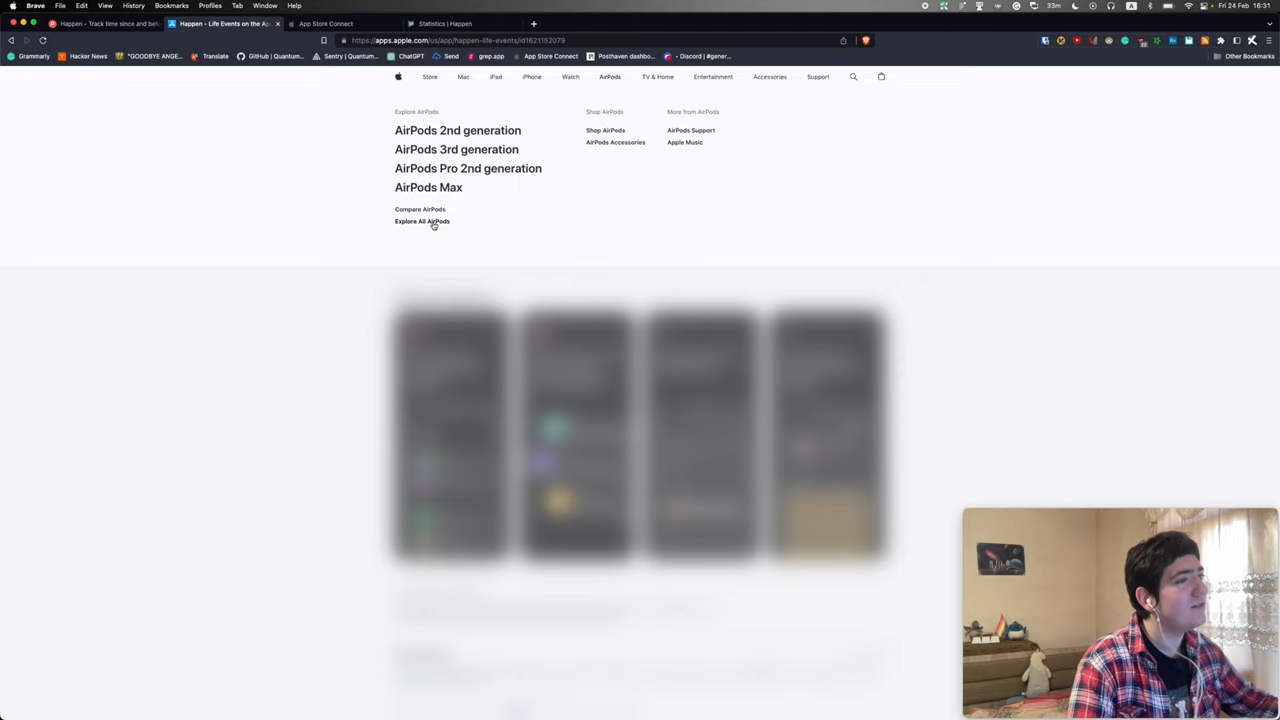 Brave File Edit View History Bookmarks Profiles Tab Window Help 33m Fri 24 Feb 16:31
Happen - Track time since and bef Happen - Life Events on the Ap App Store Connect Statistics | Happen
https://apps.apple.com/us/app/happen-life-events/id1621152079
Grammarly Hacker News "GOODBYE ANGE... Translate GitHub | Quantum... Sentry | Quantum... ChatGPT Send grep.app App Store Connect Posthaven dashbo... • Discord | #gener... Other Bookmarks
Store Mac iPad iPhone Watch AirPods TV & Home Entertainment Accessories Support
Explore AirPods
AirPods 2nd generation
AirPods 3rd generation
AirPods Pro 2nd generation
AirPods Max
Compare AirPods
Explore All AirPods
Shop AirPods
Shop AirPods
AirPods Accessories
More from AirPods
AirPods Support
Apple Music